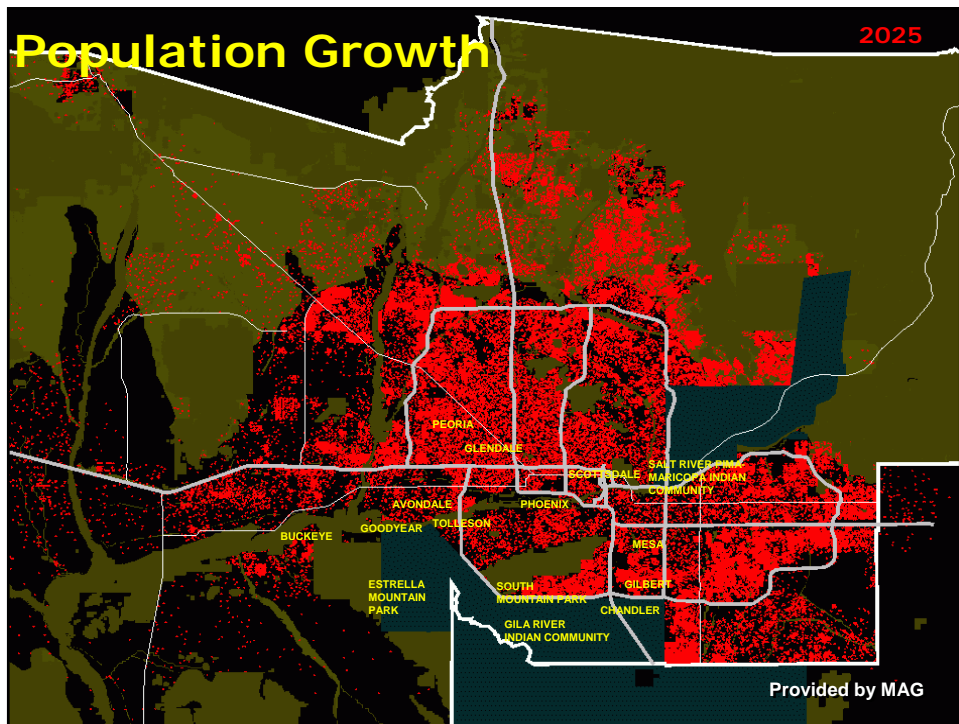 Population Growth
2025
PEORIA
GLENDALE
SCOTTSDALE
SALT RIVER PIMA-
MARICOPA INDIAN
COMMUNITY
AVONDALE
PHOENIX
GOODYEAR
TOLLESON
BUCKEYE
MESA
ESTRELLA
MOUNTAIN
PARK
SOUTH
MOUNTAIN PARK
GILBERT
CHANDLER
GILA RIVER
INDIAN COMMUNITY
Provided by MAG